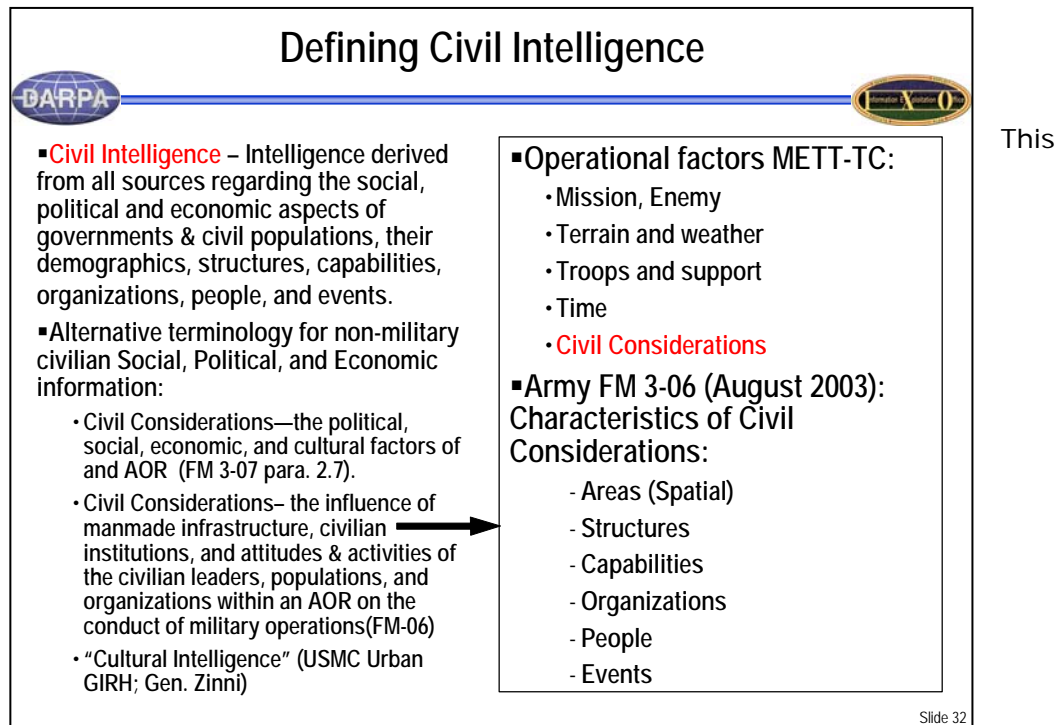 Defining Civil Intelligence
DARPA
Information EXploitation Office
▪Civil Intelligence – Intelligence derived
from all sources regarding the social,
political and economic aspects of
governments & civil populations, their
demographics, structures, capabilities,
organizations, people, and events.
▪Alternative terminology for non-military
civilian Social, Political, and Economic
information:
• Civil Considerations—the political,
social, economic, and cultural factors of
and AOR (FM 3-07 para. 2.7).
• Civil Considerations– the influence of
manmade infrastructure, civilian
institutions, and attitudes & activities of
the civilian leaders, populations, and
organizations within an AOR on the
conduct of military operations(FM-06)
• “Cultural Intelligence” (USMC Urban
GIRH; Gen. Zinni)
▪Operational factors METT-TC:
• Mission, Enemy
• Terrain and weather
• Troops and support
• Time
• Civil Considerations
▪Army FM 3-06 (August 2003):
Characteristics of Civil
Considerations:
- Areas (Spatial)
- Structures
- Capabilities
- Organizations
- People
- Events
Slide 32
This